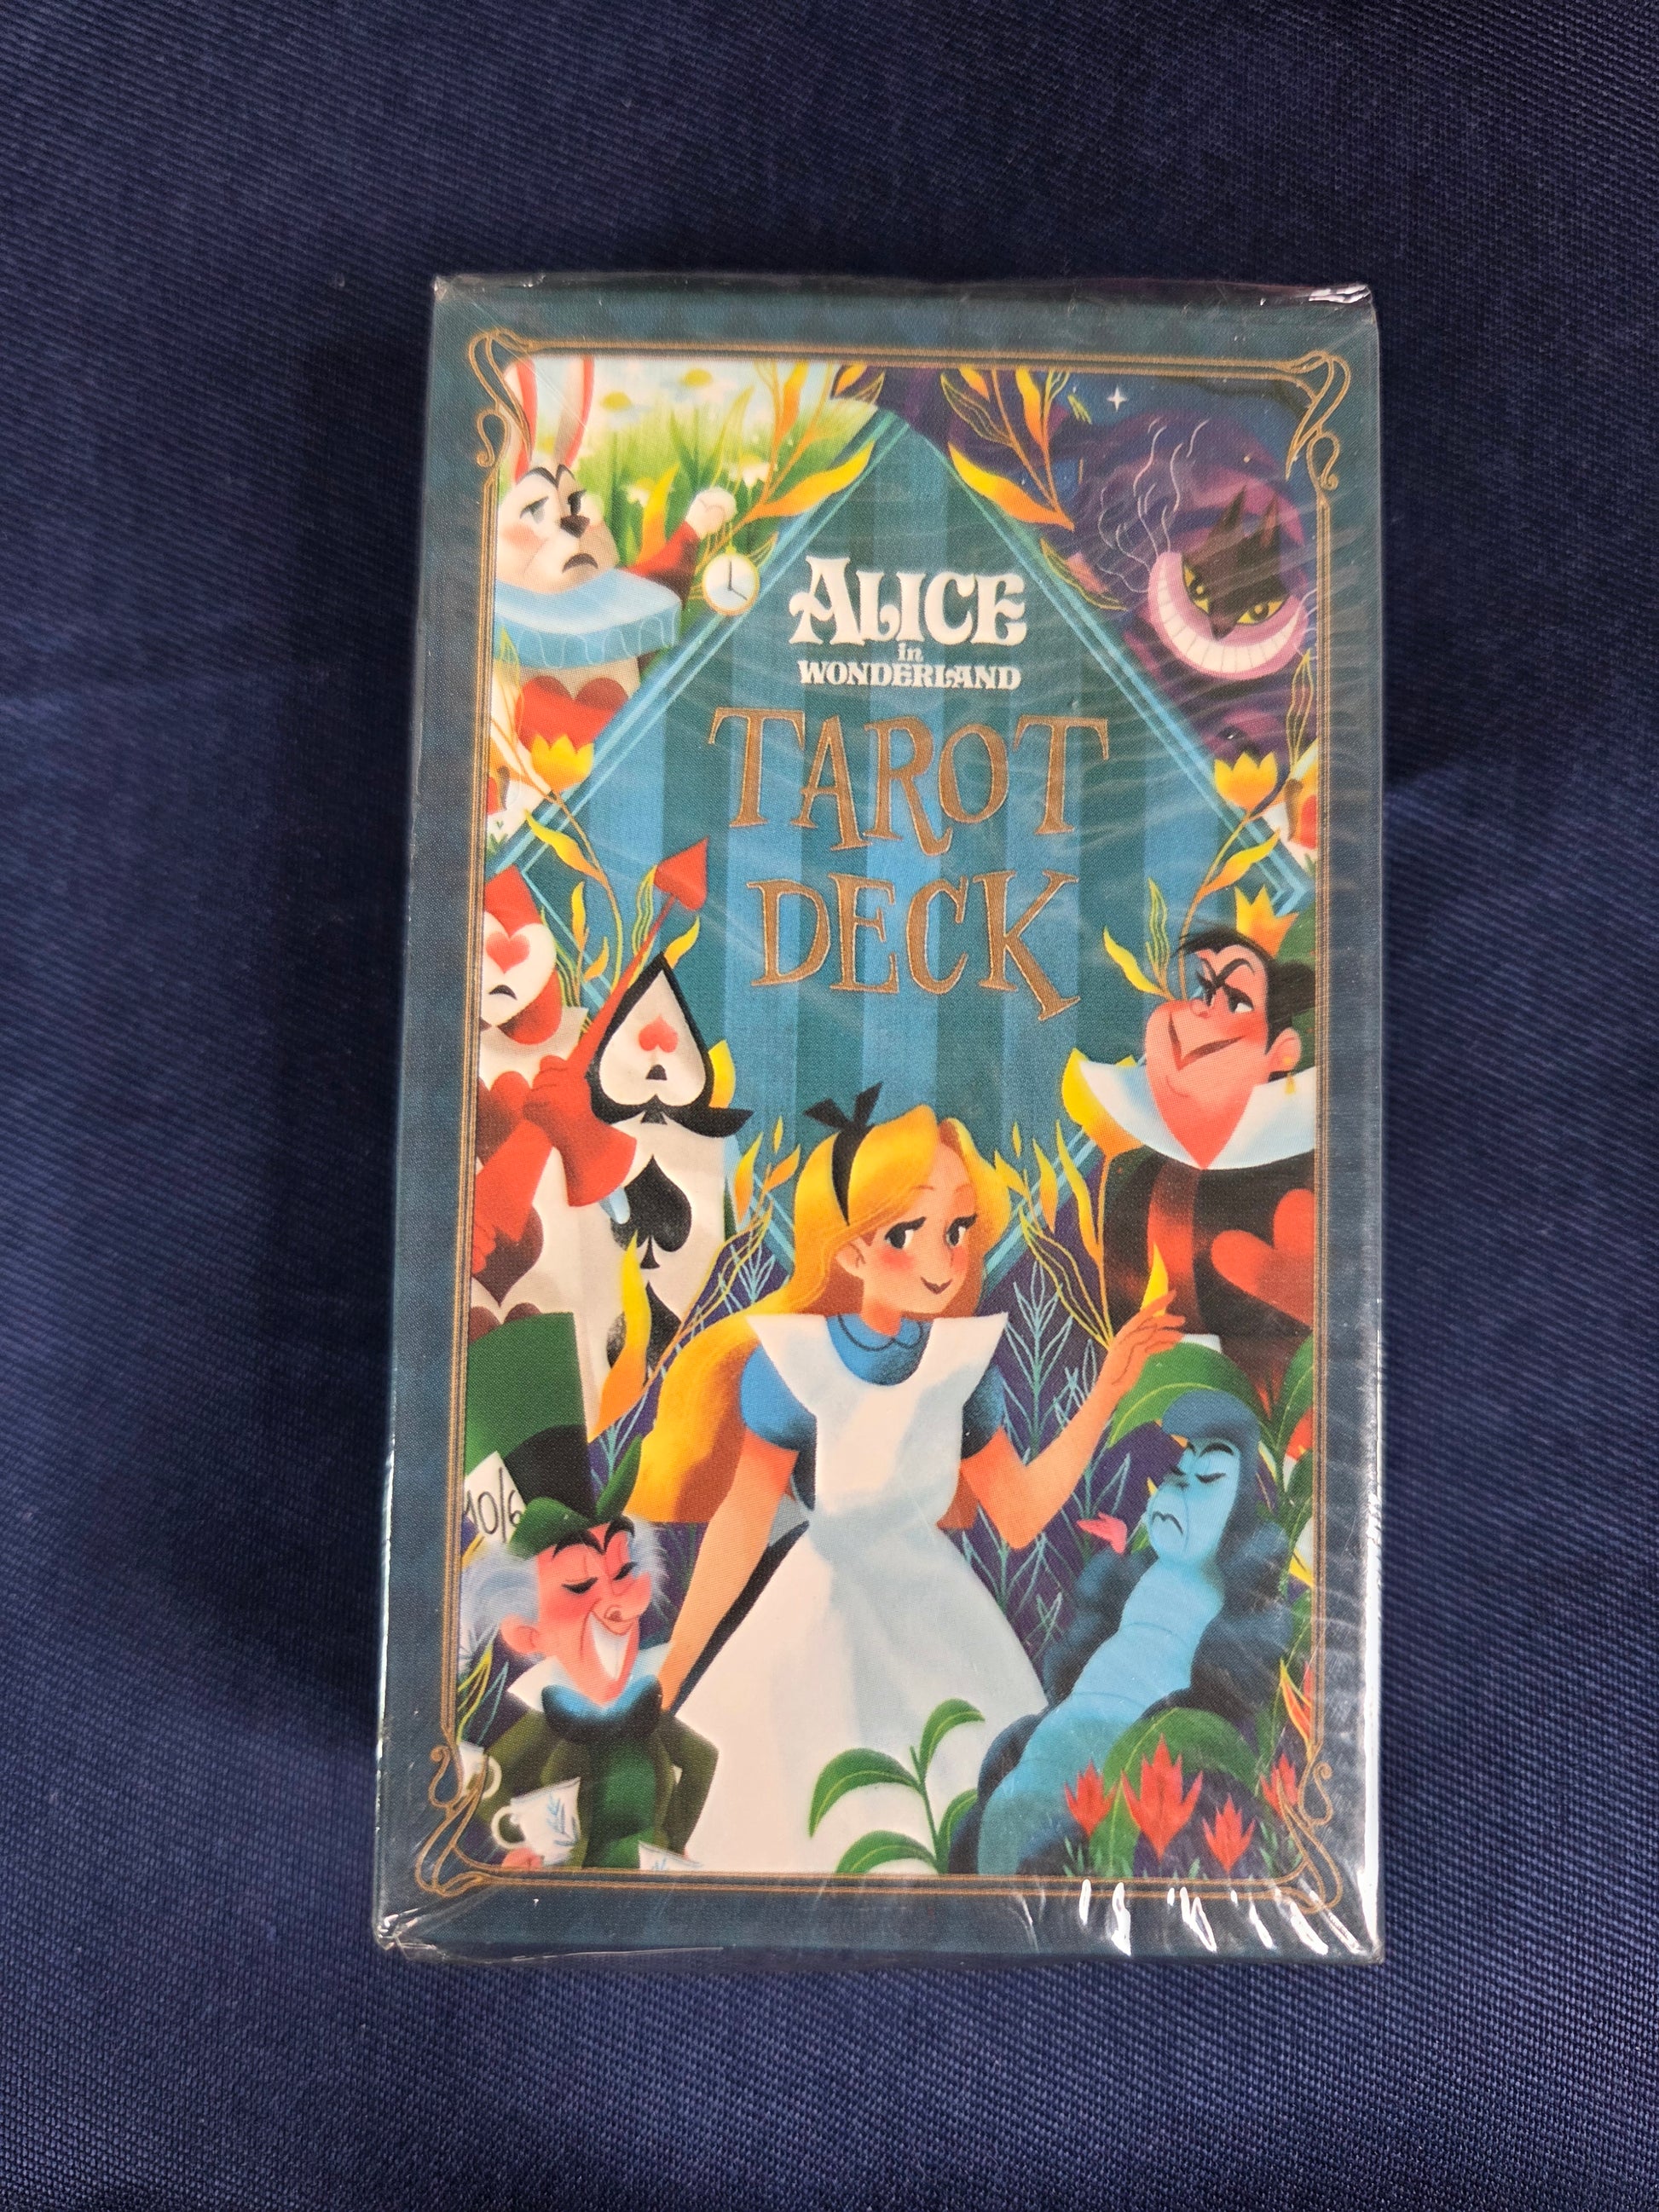 ALICE
in
WONDERLAND
TAROT
DECK
10/6